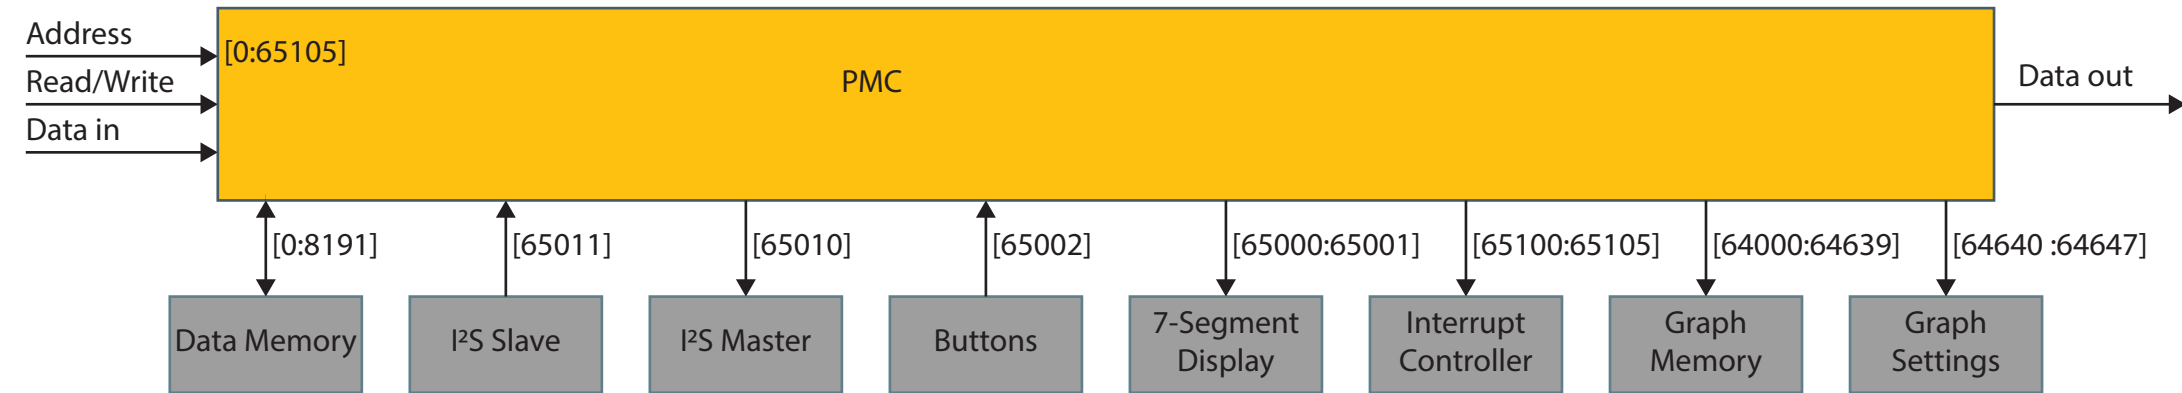 Address
Read/Write
Data in
[0:65105]
PMC
Data out
[0:8191]
[65011]
[65010]
[65002]
[65000:65001]
[65100:65105]
[64000:64639]
[64640 :64647]
Data Memory
I²S Slave
I²S Master
Buttons
7-Segment
Display
Interrupt
Controller
Graph
Memory
Graph
Settings